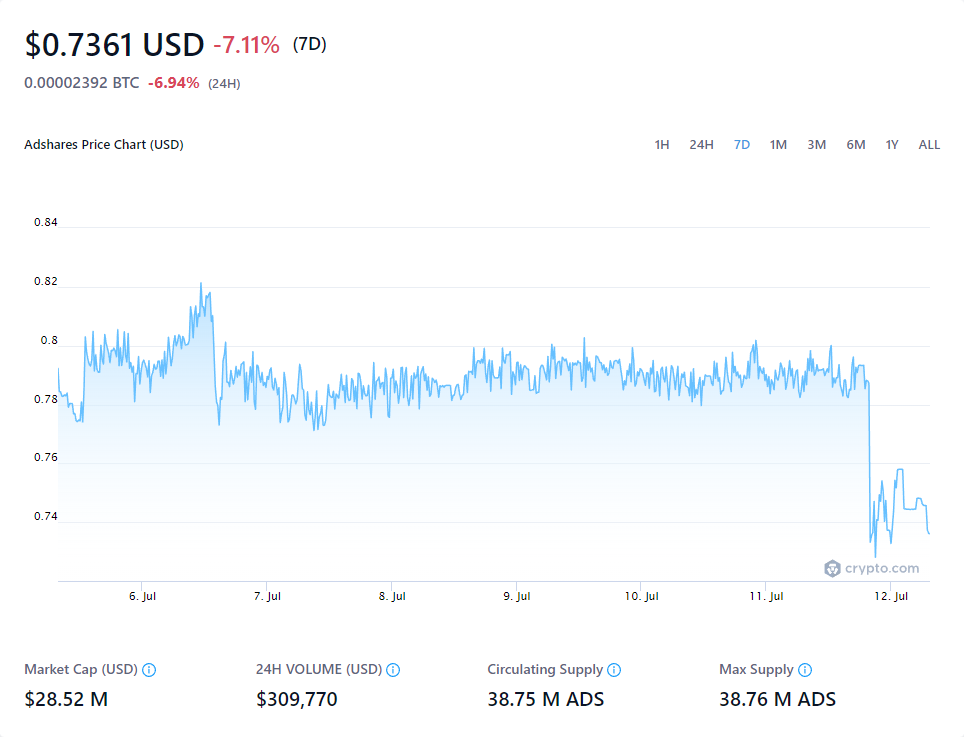 $0.7361 USD -7.11% (7D)
0.00002392 BTC -6.94% (24H)
Adshares Price Chart (USD)
1H 24H 7D 1M 3M 6M 1Y ALL
0.84
0.82
0.8
0.78
0.76
0.74
crypto.com
6. Jul 7. Jul 8. Jul 9. Jul 10. Jul 11. Jul 12. Jul
Market Cap (USD) 24H VOLUME (USD) Circulating Supply Max Supply
$28.52 M $309,770 38.75 M ADS 38.76 M ADS